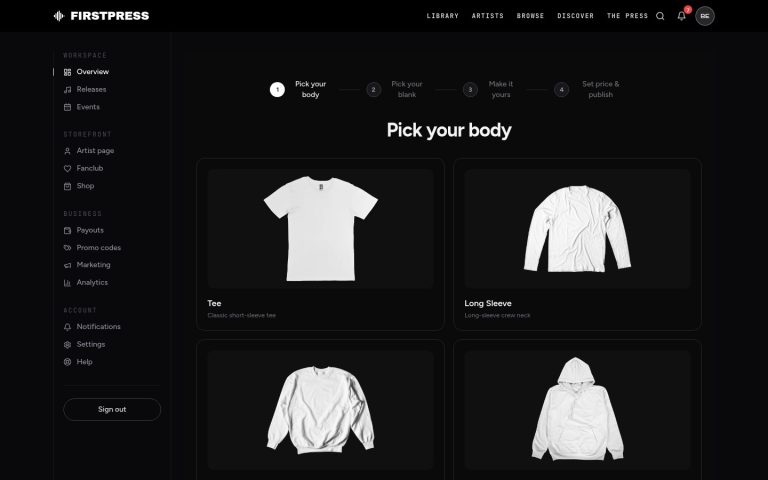 FIRSTPRESS
LIBRARY
ARTISTS
BROWSE
DISCOVER
THE PRESS
7
BE
WORKSPACE
Overview
Releases
Events
STOREFRONT
Artist page
Fanclub
Shop
BUSINESS
Payouts
Promo codes
Marketing
Analytics
ACCOUNT
Notifications
Settings
Help
Sign out
1
Pick your
body
2
Pick your
blank
3
Make it
yours
4
Set price &
publish
Pick your body
Tee
Classic short-sleeve tee
Long Sleeve
Long-sleeve crew neck